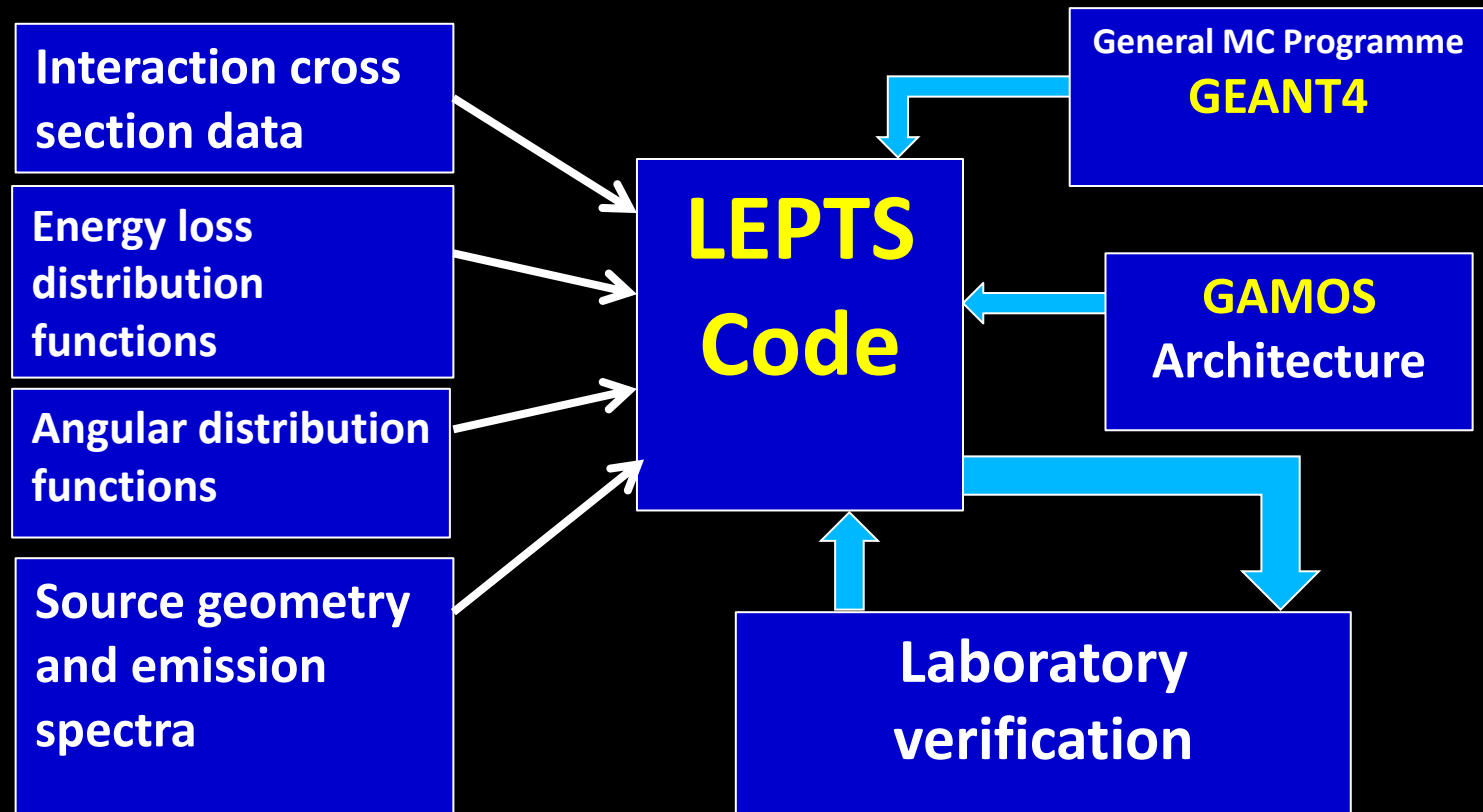 Interaction cross
section data
Energy loss
distribution
functions
Angular distribution
functions
Source geometry
and emission
spectra
LEPTS
Code
General MC Programme
GEANT4
GAMOS
Architecture
Laboratory
verification